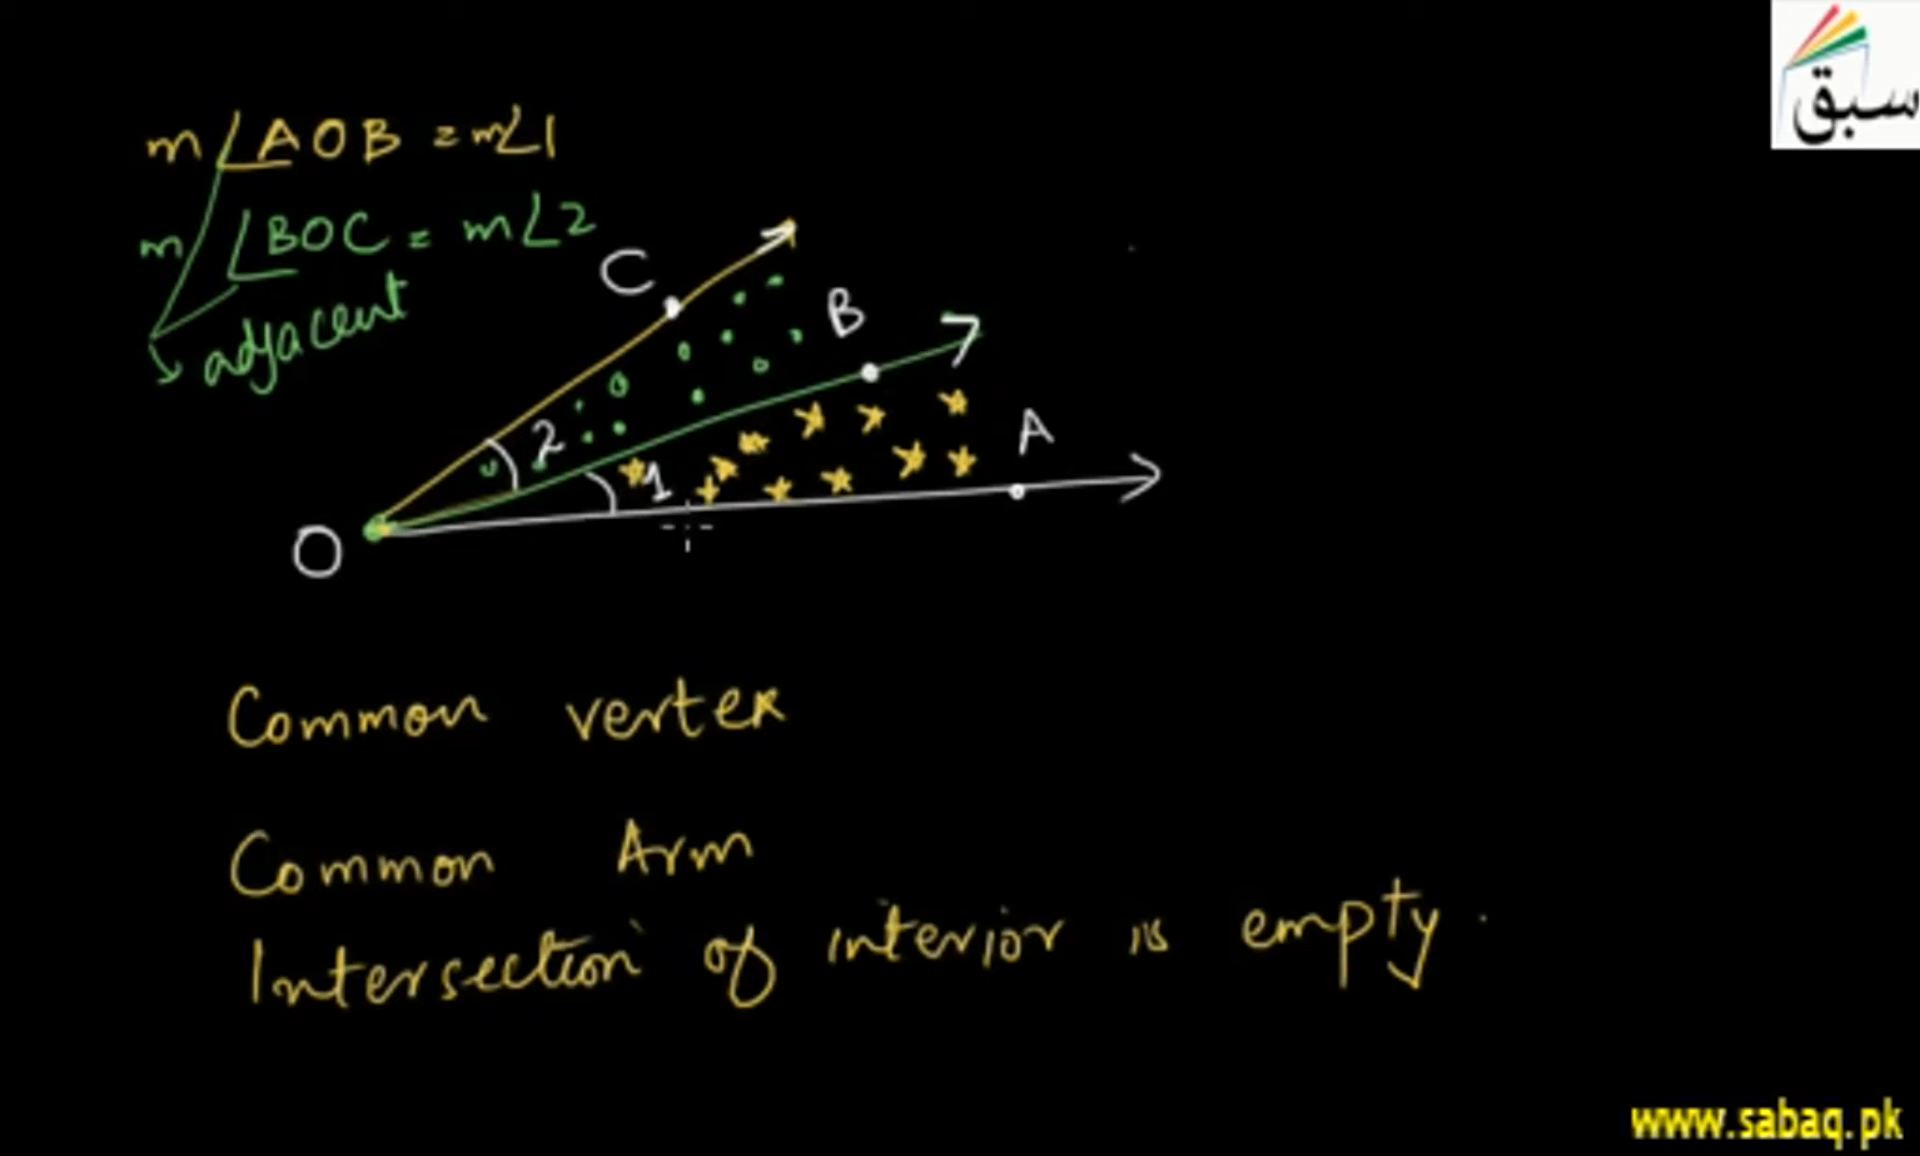 سبق
m∠AOB = m∠1
m∠BOC = m∠2
adjacent
C
B
A
2
1
O
Common vertex
Common Arm
Intersection of interior is empty.
www.sabaq.pk